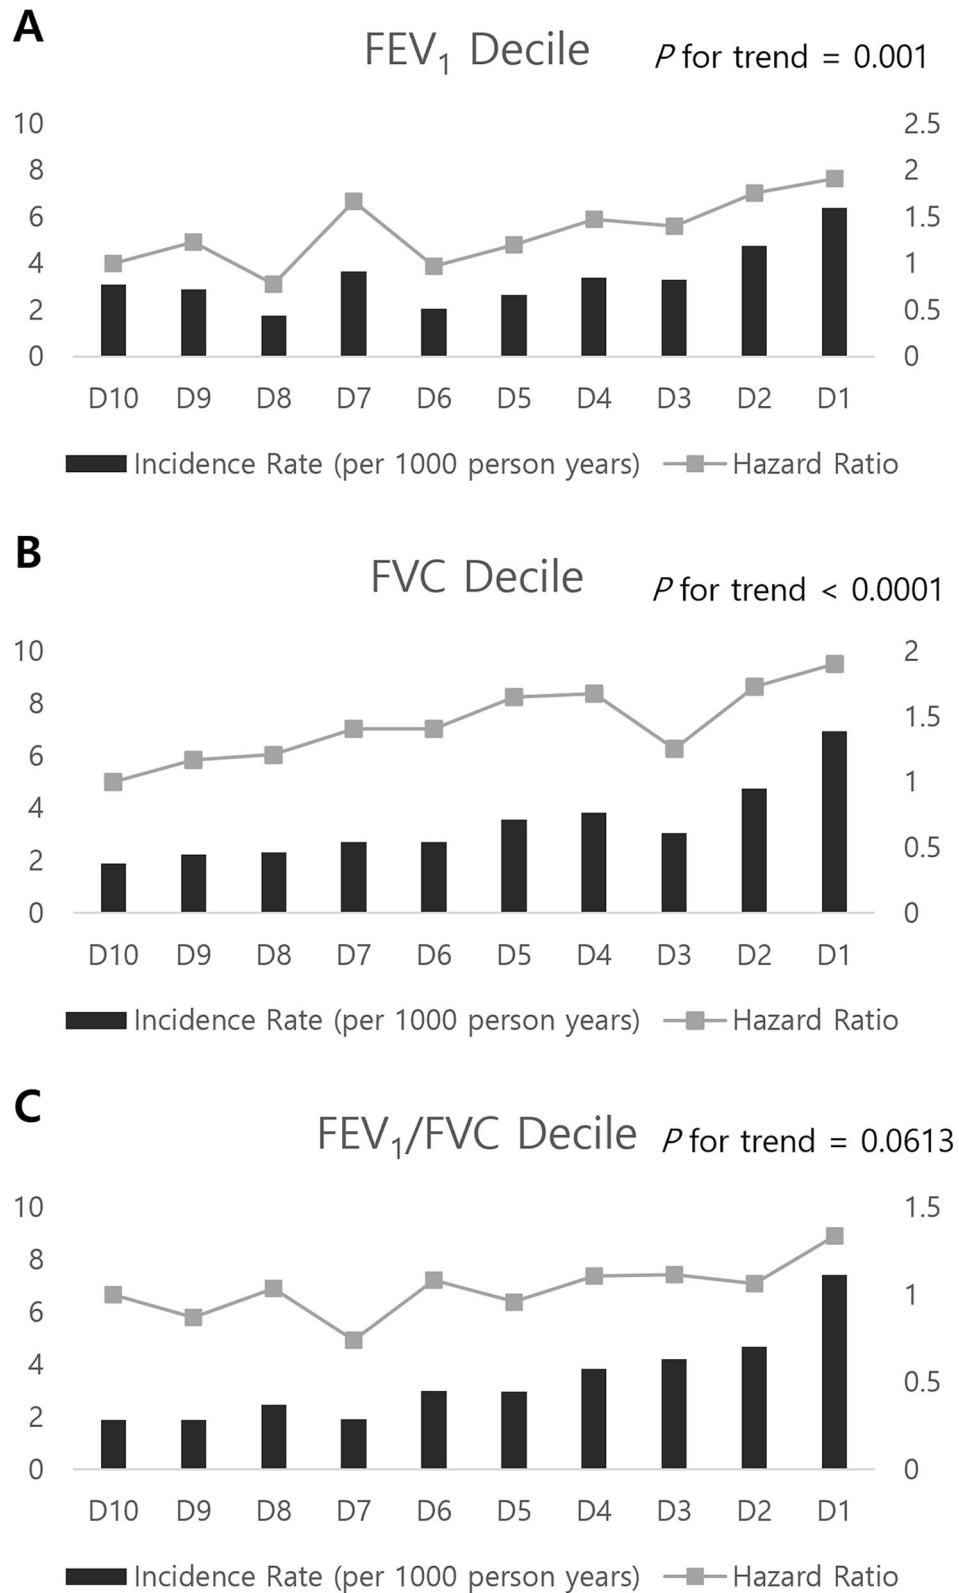 A
FEV1 Decile
P for trend = 0.001
10 2.5
8 2
6 1.5
4 1
2 0.5
0 0
D10 D9 D8 D7 D6 D5 D4 D3 D2 D1
Incidence Rate (per 1000 person years) Hazard Ratio
B
FVC Decile
P for trend < 0.0001
10 2
8 1.5
6 1
4 0.5
2 0
0
D10 D9 D8 D7 D6 D5 D4 D3 D2 D1
Incidence Rate (per 1000 person years) Hazard Ratio
C
FEV1/FVC Decile
P for trend = 0.0613
10 1.5
8 1
6 0.5
4 0
2
0
D10 D9 D8 D7 D6 D5 D4 D3 D2 D1
Incidence Rate (per 1000 person years) Hazard Ratio